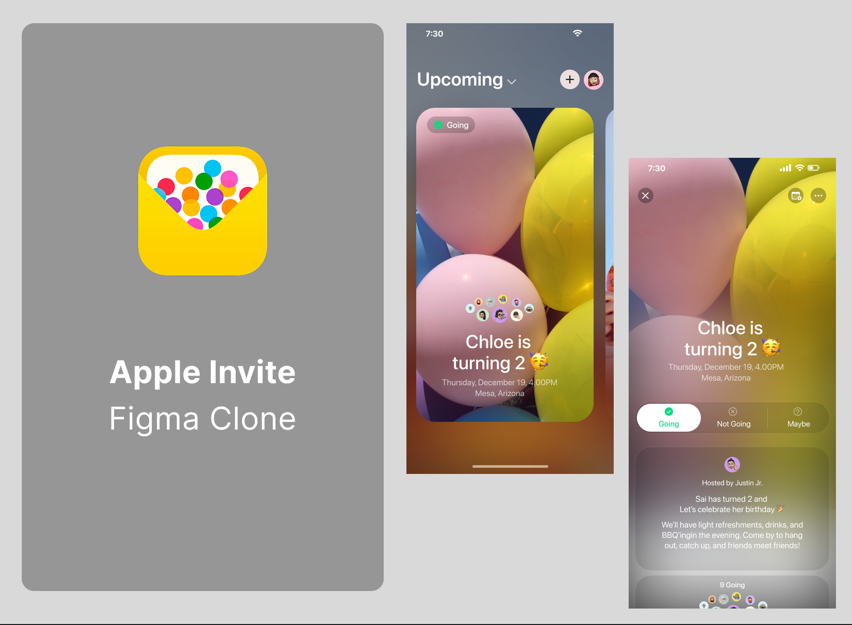 Apple Invite
Figma Clone
7:30
Upcoming
Going
Chloe is
turning 2 🥳
Thursday, December 19, 4.00PM
Mesa, Arizona
7:30
Chloe is
turning 2 🥳
Thursday, December 19, 4.00PM
Mesa, Arizona
Going
Not Going
Maybe
Hosted by Justin Jr.
Sai has turned 2 and
Let's celebrate her birthday 🎉
We'll have light refreshments, drinks, and
BBQ'ingin the evening. Come by to hang
out, catch up, and friends meet friends!
9 Going